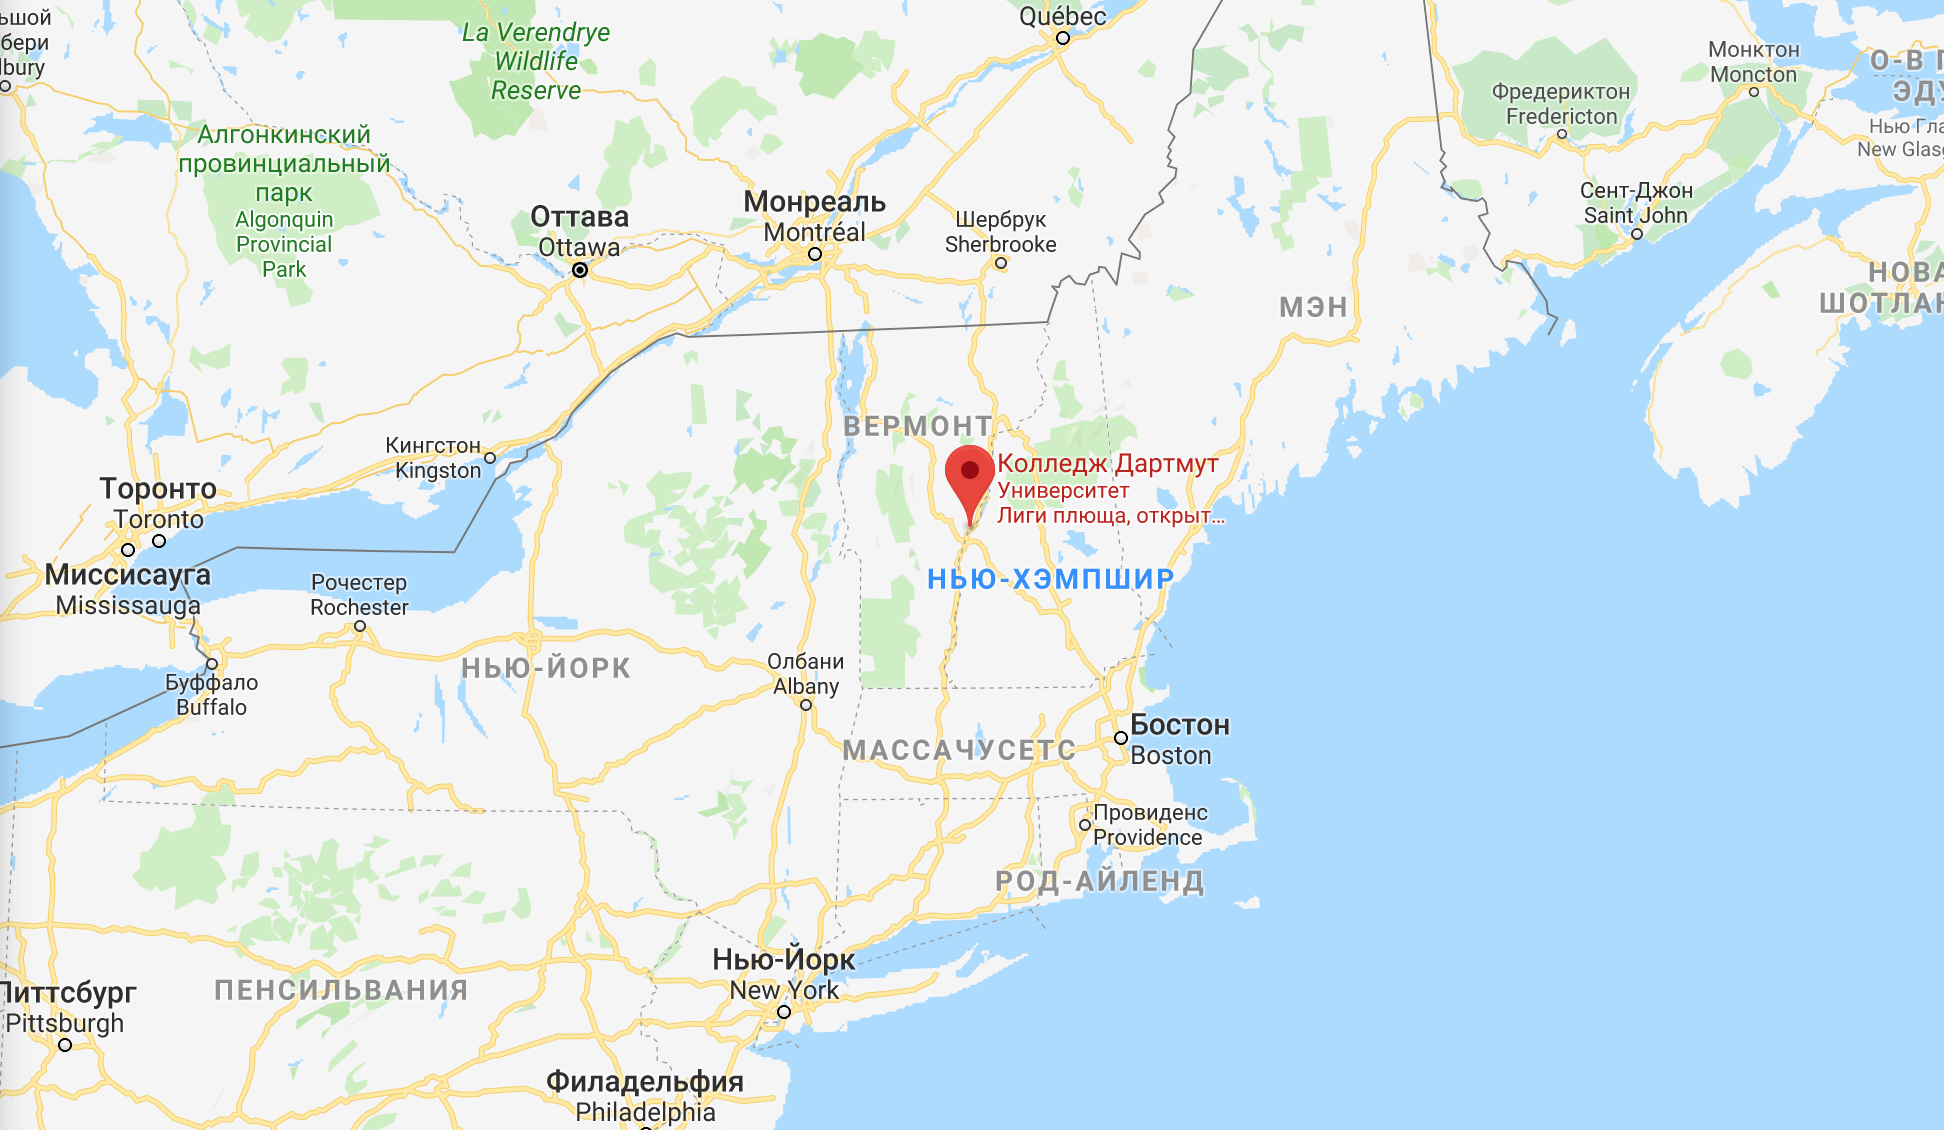 ьшой
бери
lbury
La Verendrye
Wildlife
Reserve
Québec
Монктон
Moncton
О-В П
ЭДУ
Фредериктон
Fredericton
Нью Гла
New Glasg
Алгонкинский
провинциальный
парк
Algonquin
Provincial
Park
Оттава
Ottawa
Монреаль
Montréal
Шербрук
Sherbrooke
Сент-Джон
Saint John
НОВА
ШОТЛАН
МЭН
ВЕРМОНТ
Кингстон
Kingston
Колледж Дартмут
Университет
Лиги плюща, открыт...
Торонто
Toronto
Миссисауга
Mississauga
Рочестер
Rochester
НЬЮ-ХЭМПШИР
НЬЮ-ЙОРК
Олбани
Albany
Буффало
Buffalo
Бостон
Boston
МАССАЧУСЕТС
Провиденс
Providence
РОД-АЙЛЕНД
Нью-Йорк
New York
ПЕНСИЛЬВАНИЯ
Питтсбург
Pittsburgh
Филадельфия
Philadelphia